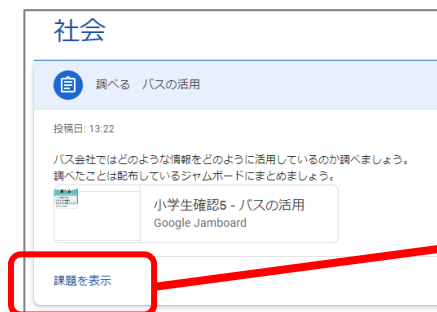 社会
調べる バスの活用
投稿日: 13:22
バス会社ではどのような情報をどのように活用しているのか調べましょう。
調べたことは配布しているジャムボードにまとめましょう。
小学生確認5 - バスの活用
Google Jamboard
課題を表示